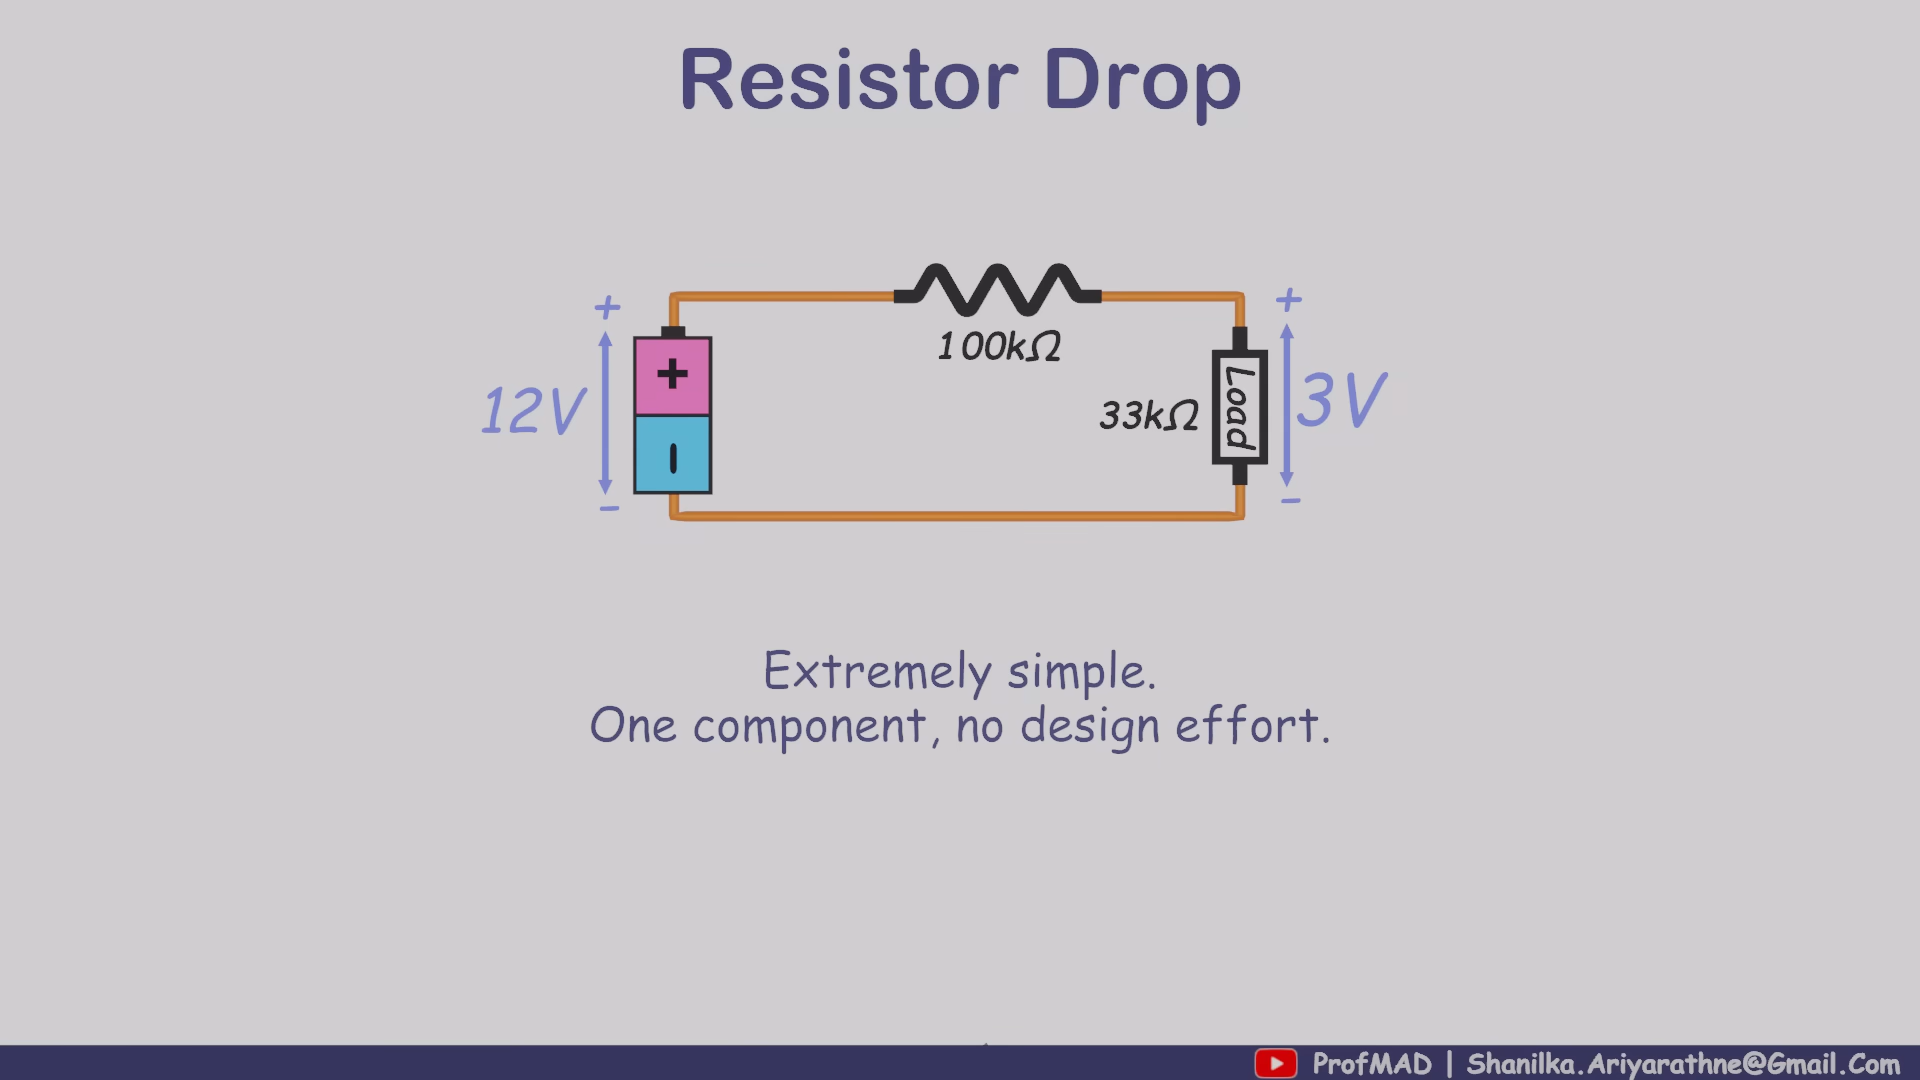 Resistor Drop
+
+
100kΩ
+
12V
33kΩ
Load
3V
-
-
-
Extremely simple.
One component, no design effort.
ProfMAD | Shanilka.Ariyarathne@Gmail.Com